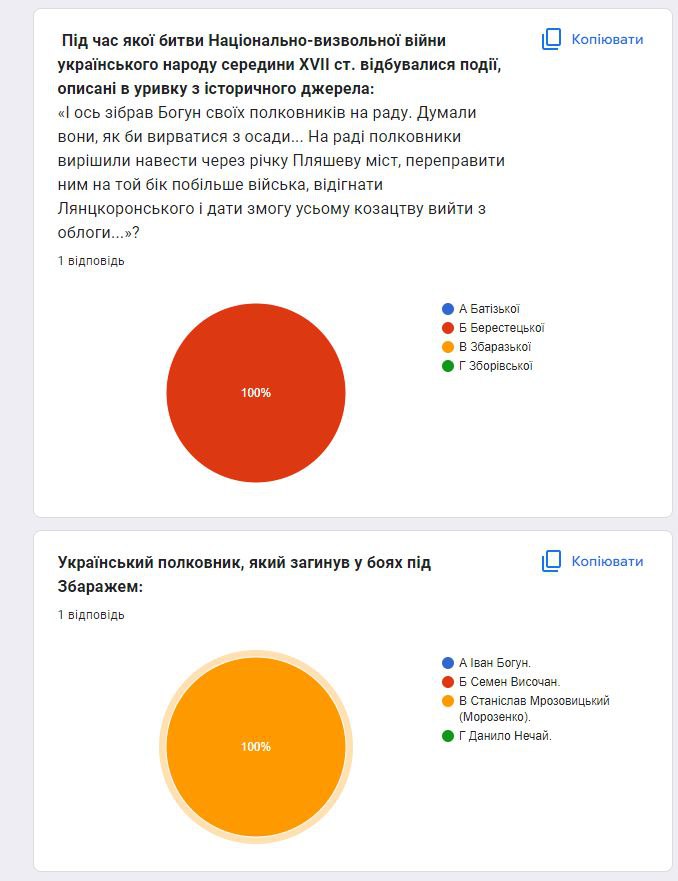 Під час якої битви Національно-визвольної війни
Копіювати
українського народу середини XVII ст. відбувалися події,
описані в уривку з історичного джерела:
«І ось зібрав Богун своїх полковників на раду. Думали
вони, як би вирватися з осади... На раді полковники
вирішили навести через річку Пляшеву міст, переправити
ним на той бік побільше війська, відігнати
Лянцкоронського і дати змогу усьому козацтву вийти з
облоги...»?
1 відповідь
100%
А Батізької
Б Берестецької
В Збаразької
Г Зборівської
Український полковник, який загинув у боях під
Копіювати
Збаражем:
1 відповідь
100%
А Іван Богун.
Б Семен Височан.
В Станіслав Мрозовицький
(Морозенко).
Г Данило Нечай.